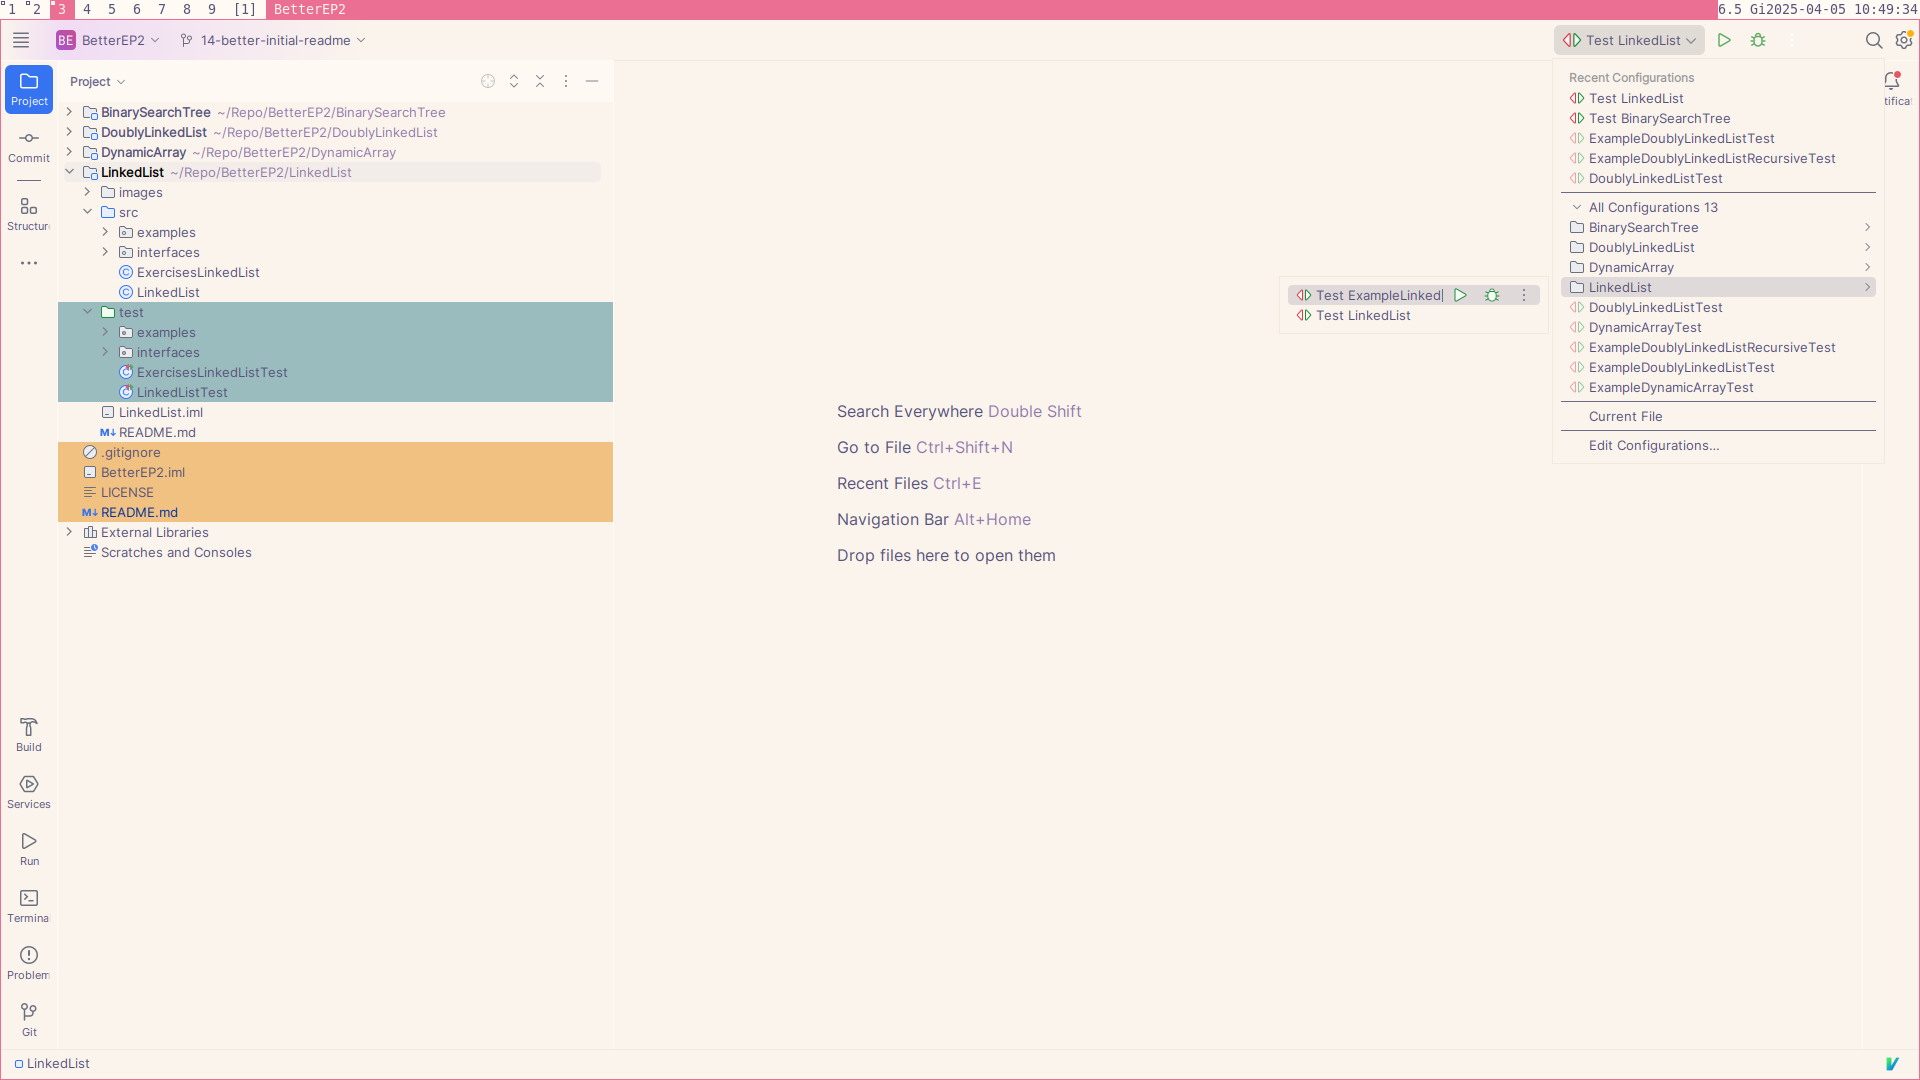 1 2 3 4 5 6 7 8 9 [1] BetterEP2
6.5 Gi2025-04-05 10:49:34
BE BetterEP2 14-better-initial-readme
Test LinkedList
Project
Commit
Structur
Project
BinarySearchTree ~/Repo/BetterEP2/BinarySearchTree
DoublyLinkedList ~/Repo/BetterEP2/DoublyLinkedList
DynamicArray ~/Repo/BetterEP2/DynamicArray
LinkedList ~/Repo/BetterEP2/LinkedList
images
src
examples
interfaces
ExercisesLinkedList
LinkedList
test
examples
interfaces
ExercisesLinkedListTest
LinkedListTest
LinkedList.iml
M↓ README.md
.gitignore
BetterEP2.iml
LICENSE
M↓ README.md
External Libraries
Scratches and Consoles
Search Everywhere Double Shift
Go to File Ctrl+Shift+N
Recent Files Ctrl+E
Navigation Bar Alt+Home
Drop files here to open them
Test ExampleLinked
Test LinkedList
Recent Configurations
Test LinkedList
Test BinarySearchTree
ExampleDoublyLinkedListTest
ExampleDoublyLinkedListRecursiveTest
DoublyLinkedListTest
All Configurations 13
BinarySearchTree
DoublyLinkedList
DynamicArray
LinkedList
DoublyLinkedListTest
DynamicArrayTest
ExampleDoublyLinkedListRecursiveTest
ExampleDoublyLinkedListTest
ExampleDynamicArrayTest
Current File
Edit Configurations...
tificat
Build
Services
Run
Termina
Problem
Git
LinkedList